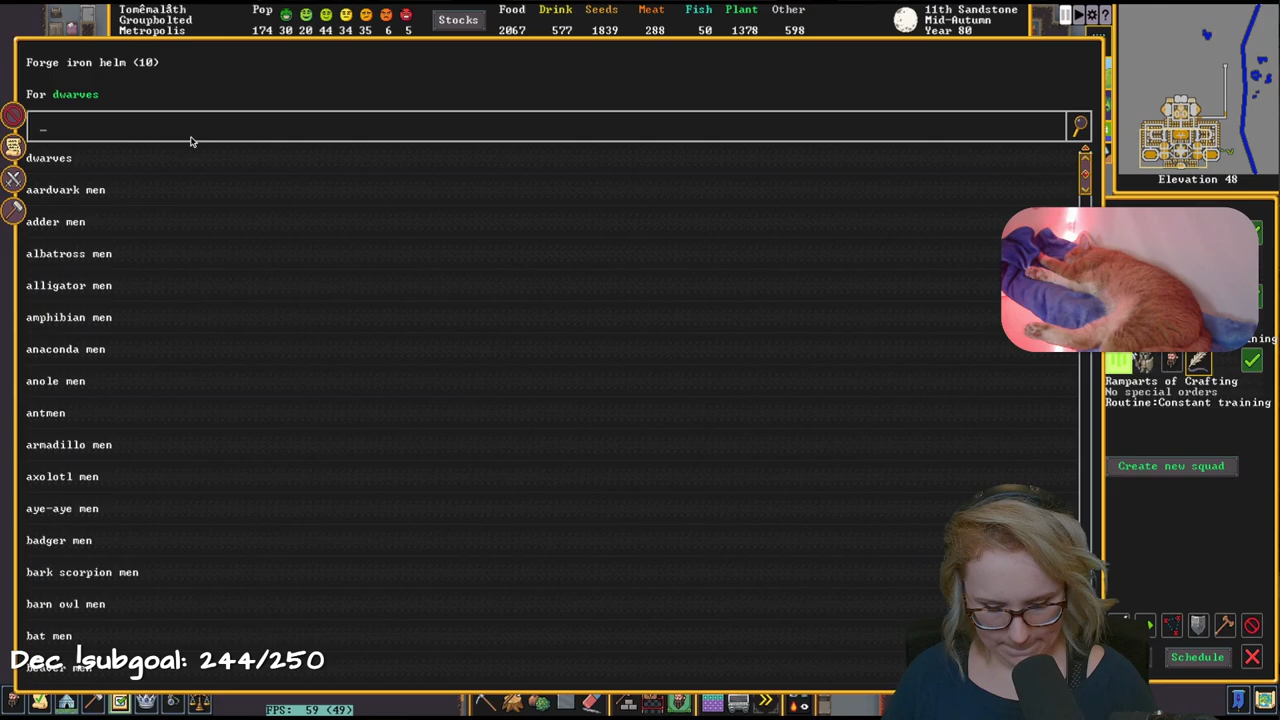 Tomêmalåth
Groupbolted
Metropolis
Pop
174 30 20 44 34 35 6 5
Stocks
Food Drink Seeds Meat Fish Plant Other
2067 577 1839 288 50 1378 598
11th Sandstone
Mid-Autumn
Year 80
Elevation 48
Forge iron helm (10)
For dwarves
_
dwarves
aardvark men
adder men
albatross men
alligator men
amphibian men
anaconda men
anole men
antmen
armadillo men
axolotl men
aye-aye men
badger men
bark scorpion men
barn owl men
bat men
beaver men
Dec !subgoal: 244/250
Ramparts of Crafting
No special orders
Routine:Constant training
Create new squad
Schedule
FPS: 59 (49)